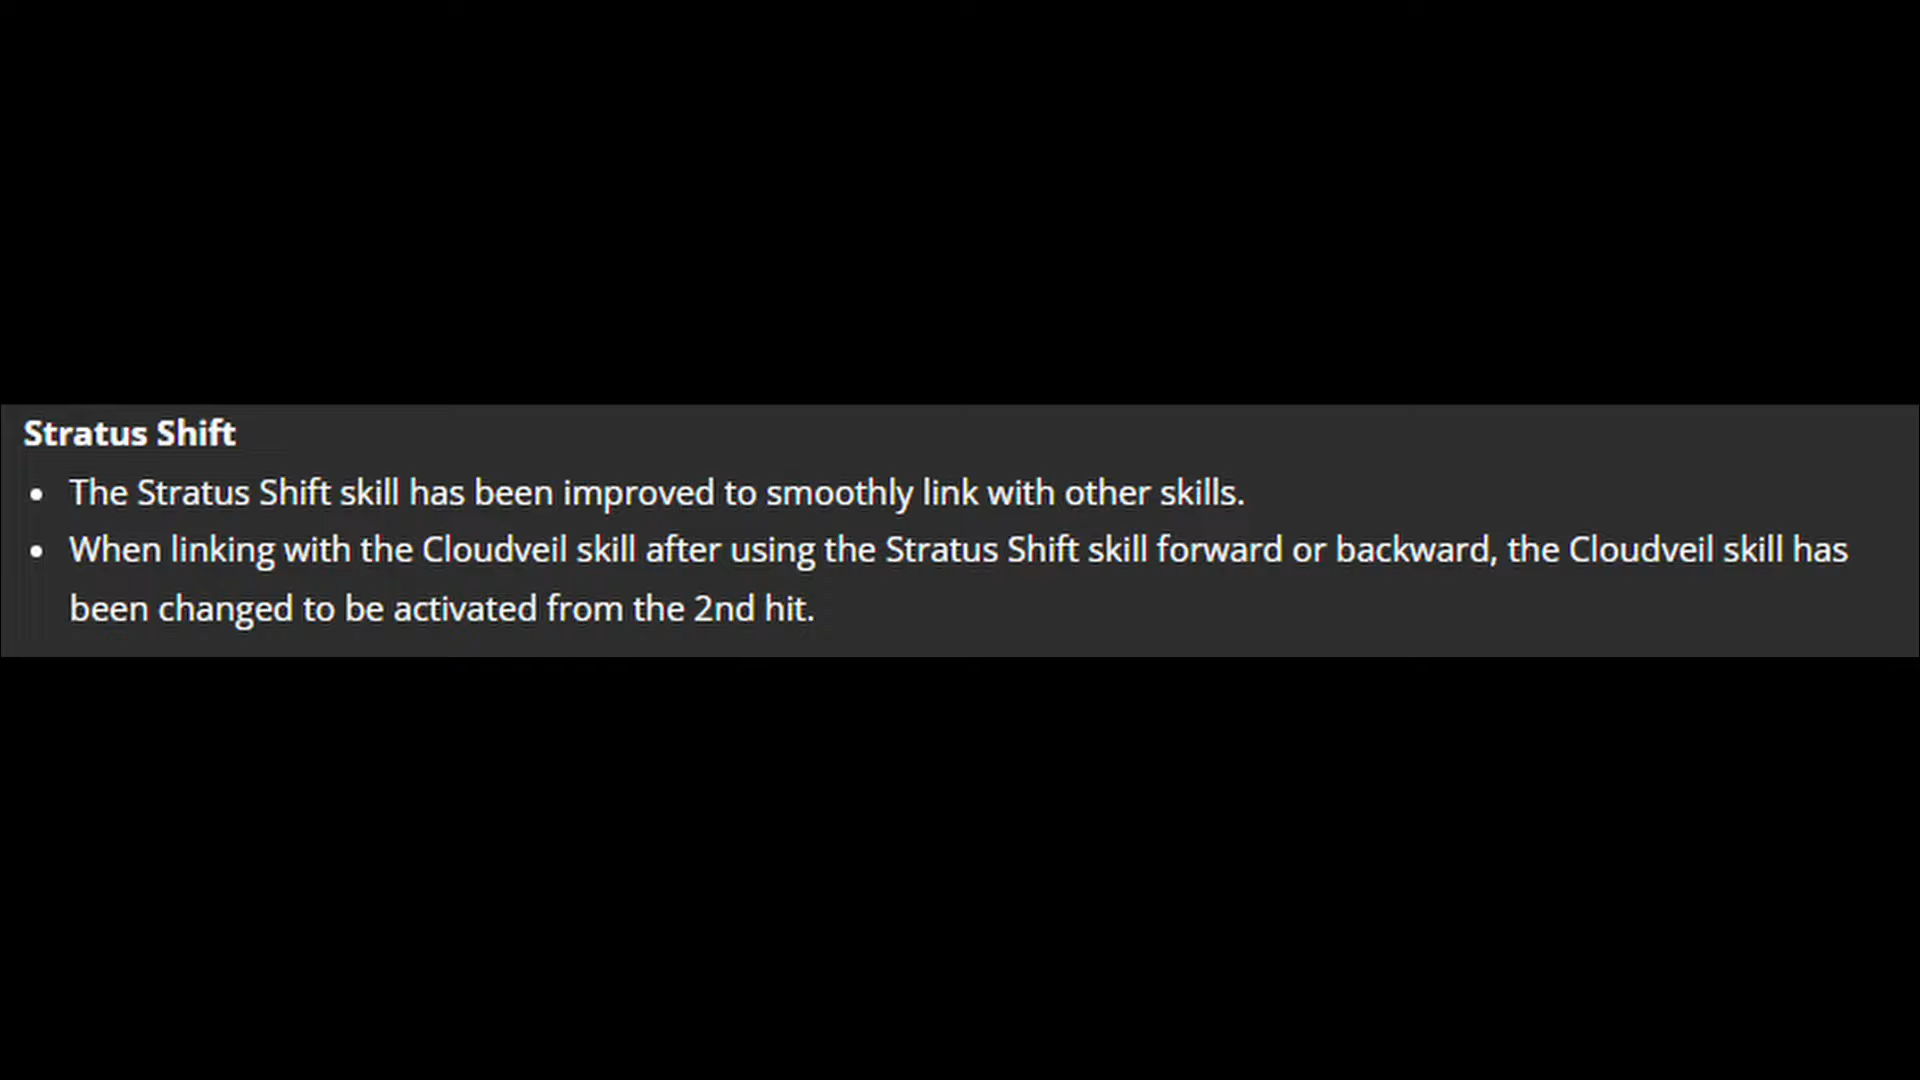 Stratus Shift
• The Stratus Shift skill has been improved to smoothly link with other skills.
• When linking with the Cloudveil skill after using the Stratus Shift skill forward or backward, the Cloudveil skill has
been changed to be activated from the 2nd hit.